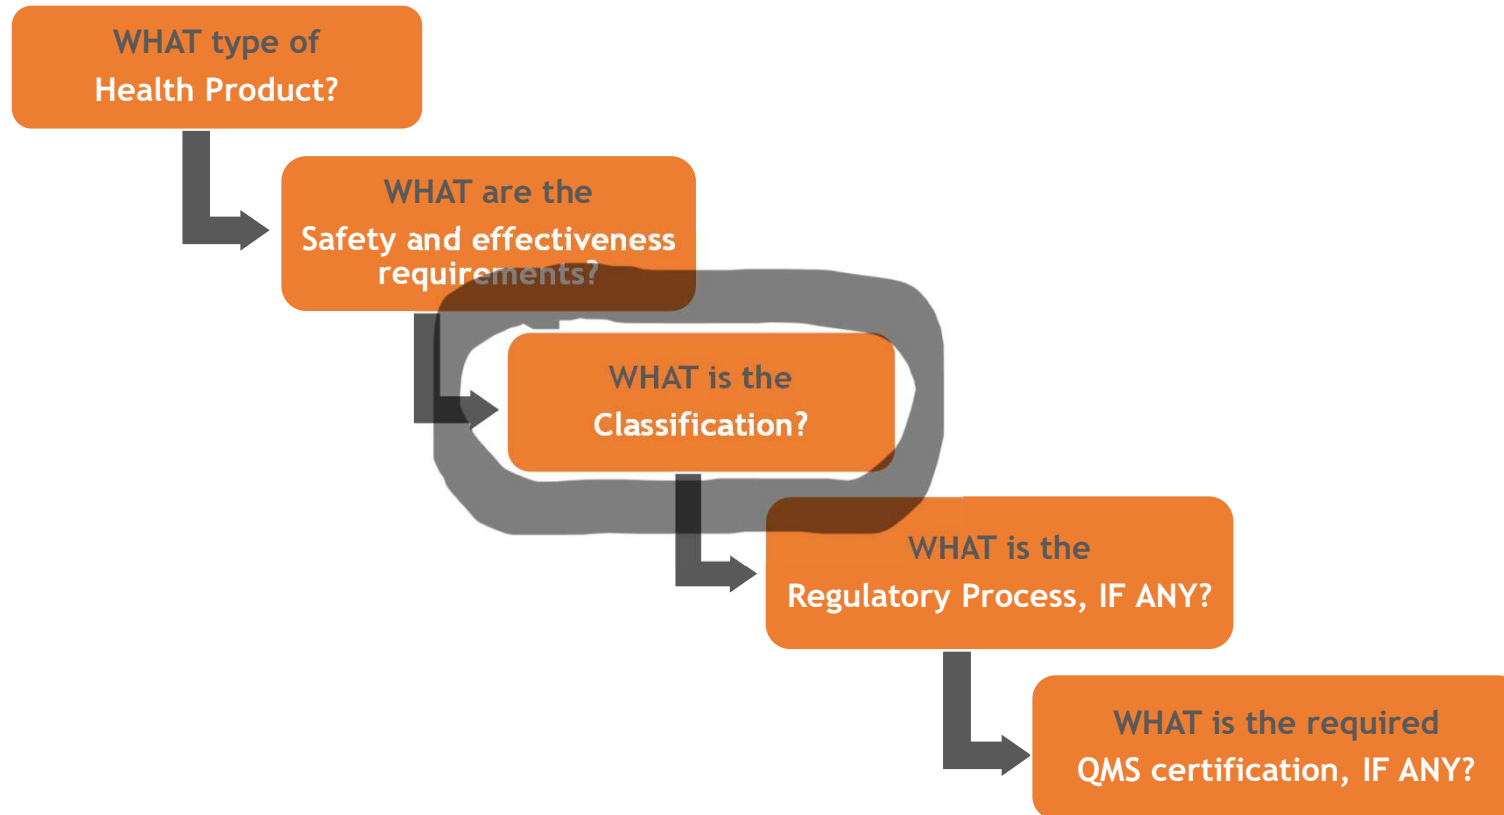 WHAT type of
Health Product?
WHAT are the
Safety and effectiveness
requirements?
WHAT is the
Classification?
WHAT is the
Regulatory Process, IF ANY?
WHAT is the required
QMS certification, IF ANY?